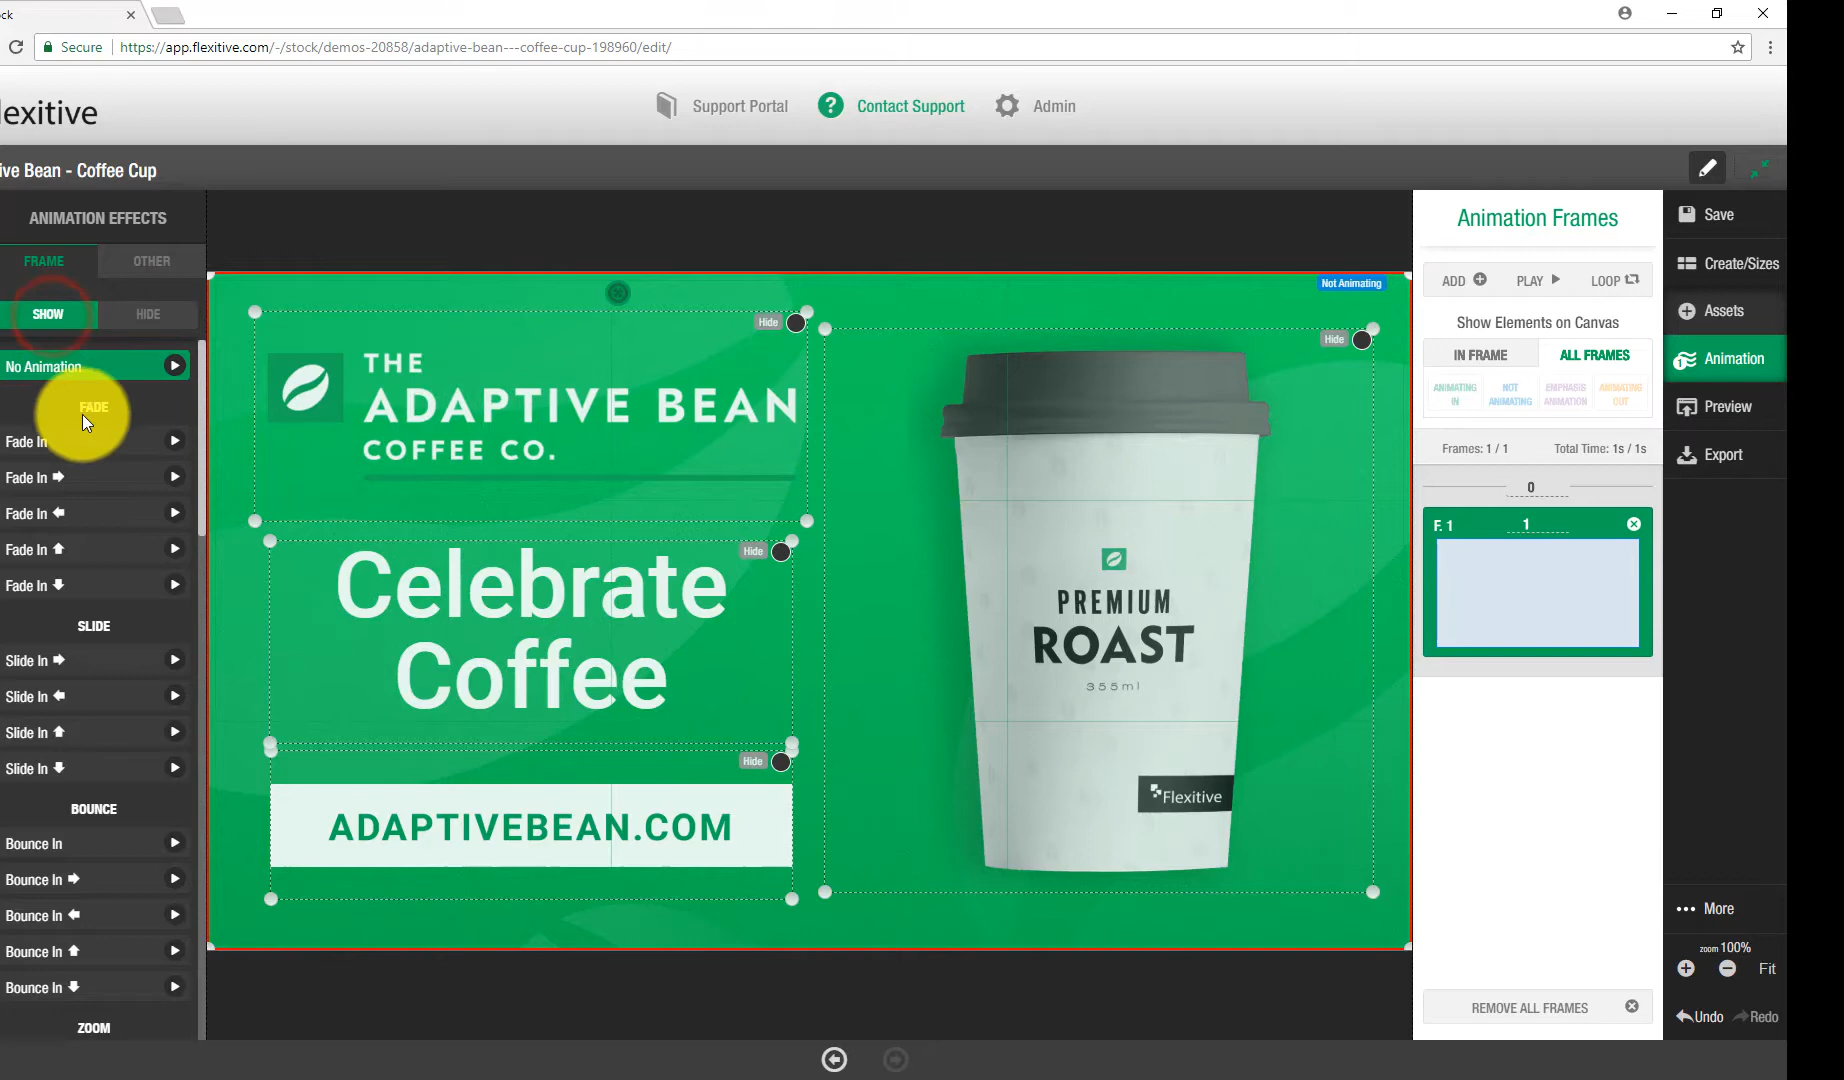 ck
Secure https://app.flexitive.com/-/stock/demos-20858/adaptive-bean---coffee-cup-198960/edit/
lexitive
Support Portal
Contact Support
Admin
ive Bean - Coffee Cup
ANIMATION EFFECTS
FRAME OTHER
SHOW HIDE
No Animation
FADE
Fade In
Fade In
Fade In
Fade In
Fade In
SLIDE
Slide In
Slide In
Slide In
Slide In
BOUNCE
Bounce In
Bounce In
Bounce In
Bounce In
Bounce In
ZOOM
Not Animating
Hide
THE
ADAPTIVE BEAN
COFFEE CO.
Hide
Celebrate
Coffee
Hide
ADAPTIVEBEAN.COM
Hide
PREMIUM
ROAST
355ml
Flexitive
Animation Frames
ADD PLAY LOOP
Show Elements on Canvas
IN FRAME ALL FRAMES
ANIMATING IN
NOT ANIMATING
EMPHASIS ANIMATION
ANIMATING OUT
Frames: 1 / 1 Total Time: 1s / 1s
0
F. 1 1
REMOVE ALL FRAMES
Save
Create/Sizes
Assets
Animation
Preview
Export
More
zoom 100%
Fit
Undo Redo